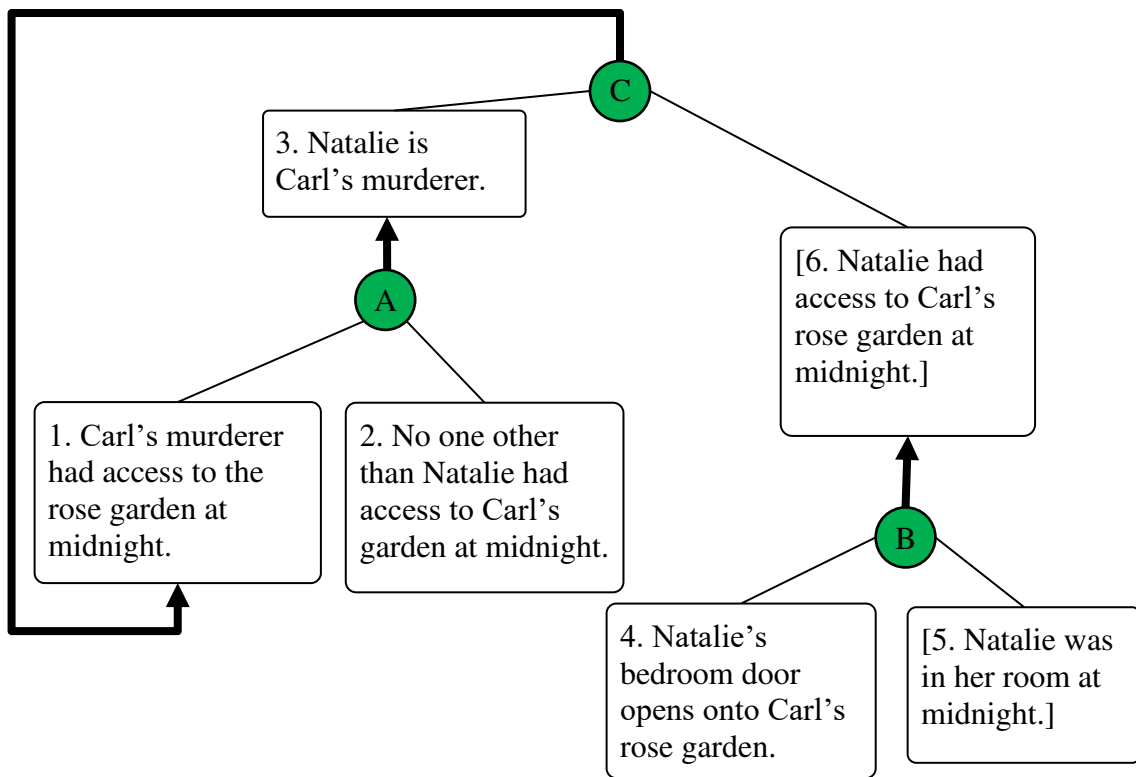 C
3. Natalie is
Carl’s murderer.
[6. Natalie had
access to Carl’s
rose garden at
midnight.]
A
1. Carl’s murderer
had access to the
rose garden at
midnight.
2. No one other
than Natalie had
access to Carl’s
garden at midnight.
B
4. Natalie’s
bedroom door
opens onto Carl’s
rose garden.
[5. Natalie was
in her room at
midnight.]